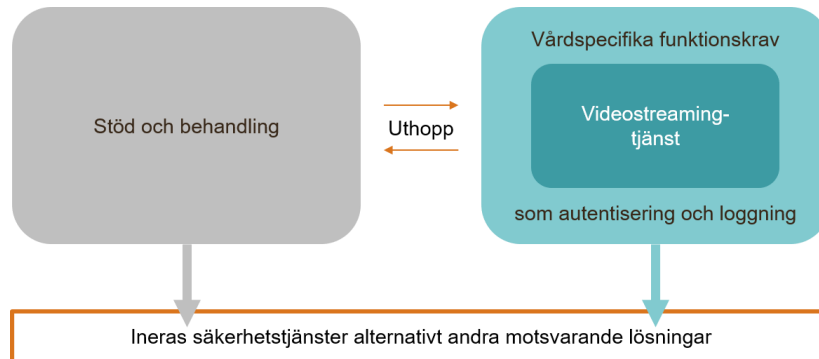 Vårdspecifika funktionskrav
Stöd och behandling
Uthopp
Videostreaming-
tjänst
som autentisering och loggning
Ineras säkerhetstjänster alternativt andra motsvarande lösningar